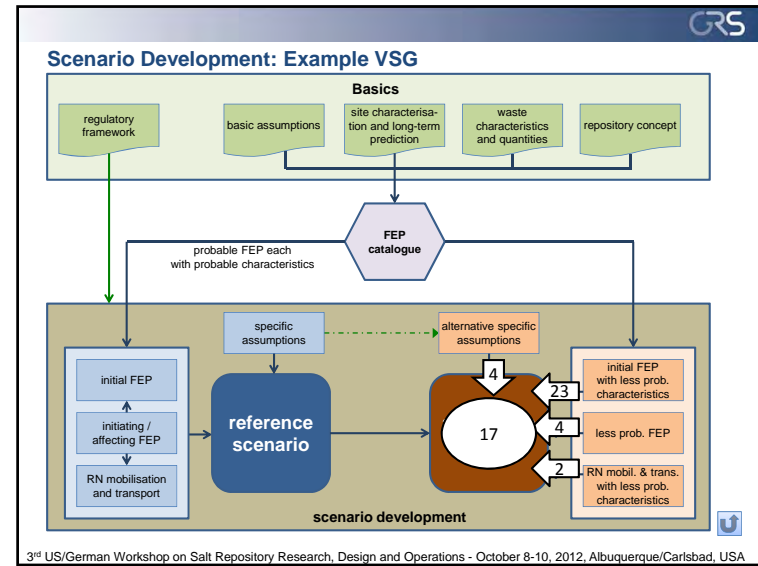 GRS
Scenario Development: Example VSG
Basics
regulatory
framework
basic assumptions
site characterisa-
tion and long-term
prediction
waste
characteristics
and quantities
repository concept
FEP
catalogue
probable FEP each
with probable characteristics
specific
assumptions
alternative specific
assumptions
initial FEP
initiating /
affecting FEP
RN mobilisation
and transport
reference
scenario
4
17
23
4
2
initial FEP
with less prob.
characteristics
less prob. FEP
RN mobil. & trans.
with less prob.
characteristics
scenario development
3rd US/German Workshop on Salt Repository Research, Design and Operations - October 8-10, 2012, Albuquerque/Carlsbad, USA